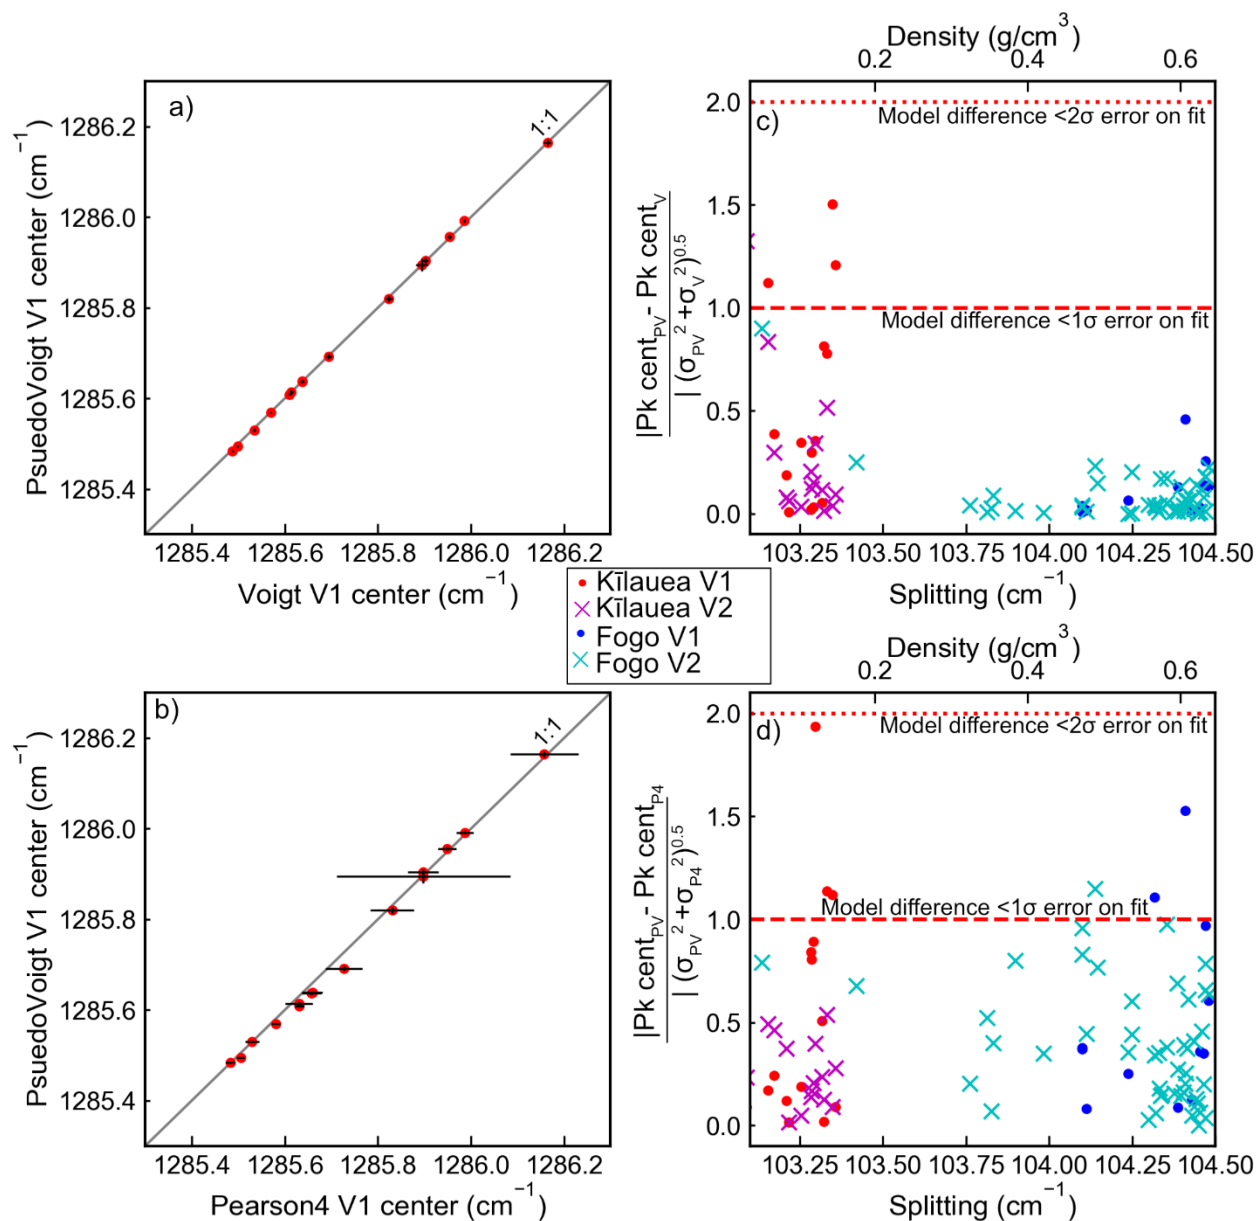 a)
1:1
1286.2
1286.0
1285.8
1285.6
1285.4
PsuedoVoigt V1 center (cm⁻¹)
1285.4 1285.6 1285.8 1286.0 1286.2
Voigt V1 center (cm⁻¹)
Density (g/cm³)
0.2 0.4 0.6
c)
2.0
1.5
1.0
0.5
0.0
Model difference <2σ error on fit
Model difference <1σ error on fit
|Pk cent_PV- Pk cent_V
| (σ_PV²+σ_V²)^0.5
103.25 103.50 103.75 104.00 104.25 104.50
Splitting (cm⁻¹)
Kīlauea V1
Kīlauea V2
Fogo V1
Fogo V2
b)
1:1
1286.2
1286.0
1285.8
1285.6
1285.4
PsuedoVoigt V1 center (cm⁻¹)
1285.4 1285.6 1285.8 1286.0 1286.2
Pearson4 V1 center (cm⁻¹)
Density (g/cm³)
0.2 0.4 0.6
d)
2.0
1.5
1.0
0.5
0.0
Model difference <2σ error on fit
Model difference <1σ error on fit
|Pk cent_PV- Pk cent_P4
| (σ_PV²+σ_P4²)^0.5
103.25 103.50 103.75 104.00 104.25 104.50
Splitting (cm⁻¹)